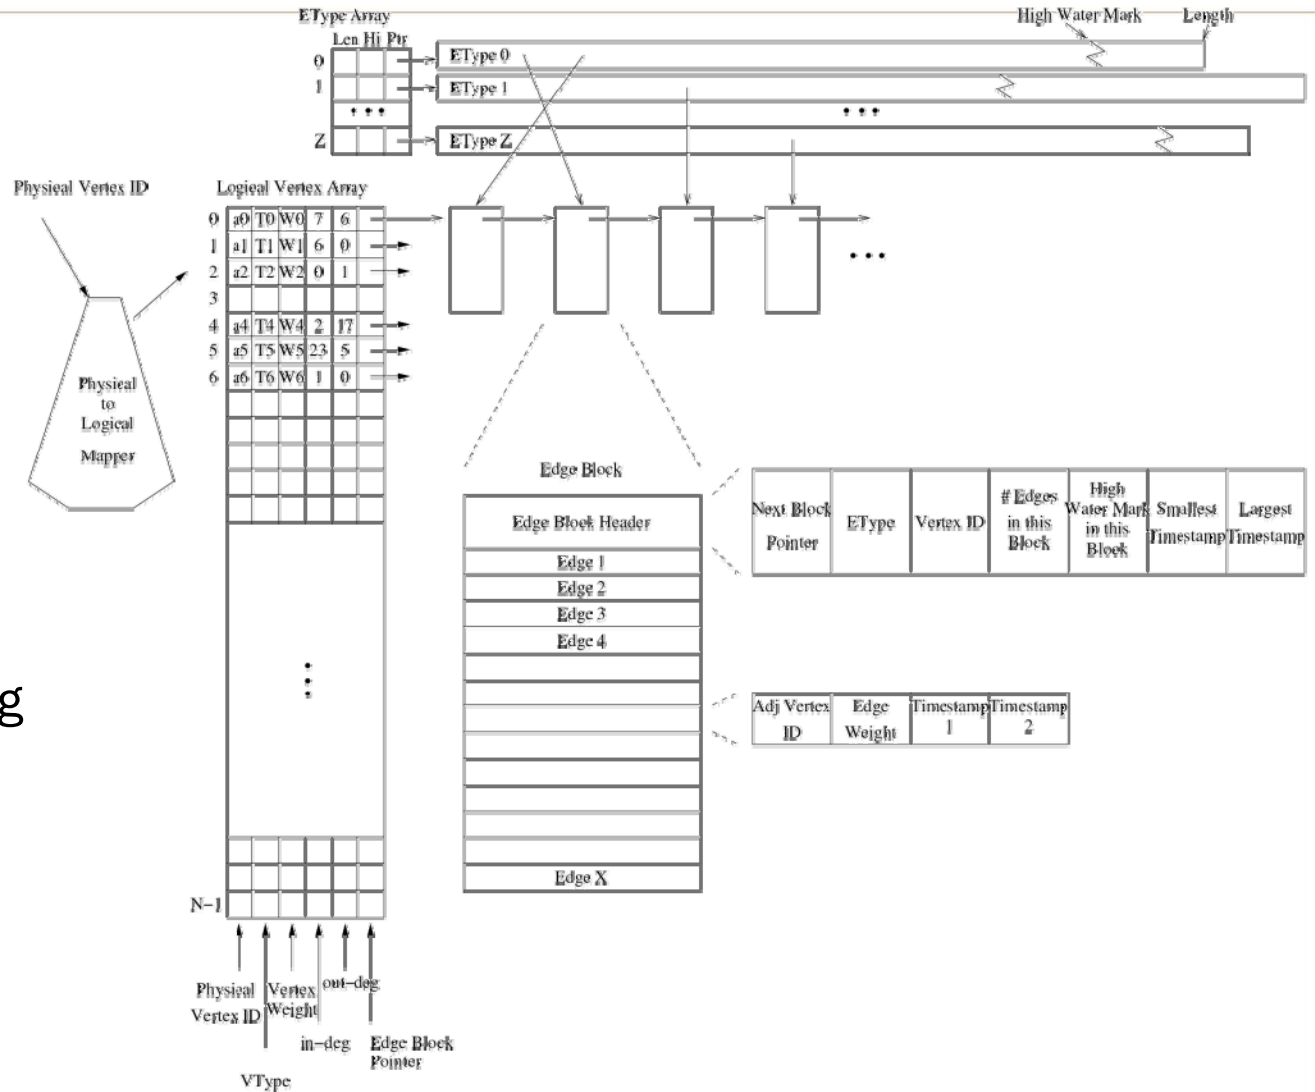 EType Array
High Water Mark
Length
Len Hi Ptr
0
EType 0
1
EType 1
• • •
• • •
Z
EType Z
Physical Vertex ID
Logical Vertex Array
0 a0 T0 W0 7 6
1 a1 T1 W1 6 0
2 a2 T2 W2 0 1
3
4 a4 T4 W4 2 17
5 a5 T5 W5 23 5
6 a6 T6 W6 1 0
• • •
Physical
to
Logical
Mapper
Edge Block
Edge Block Header
Edge 1
Edge 2
Edge 3
Edge 4
Edge X
Next Block
Pointer
EType
Vertex ID
# Edges
in this
Block
High
Water Mark
in this
Block
Smallest
Timestamp
Largest
Timestamp
g
Adj Vertex
ID
Edge
Weight
Timestamp
1
Timestamp
2
N-1
Physical
Vertex ID
Vertex
Weight
out-deg
in-deg
Edge Block
Pointer
VType